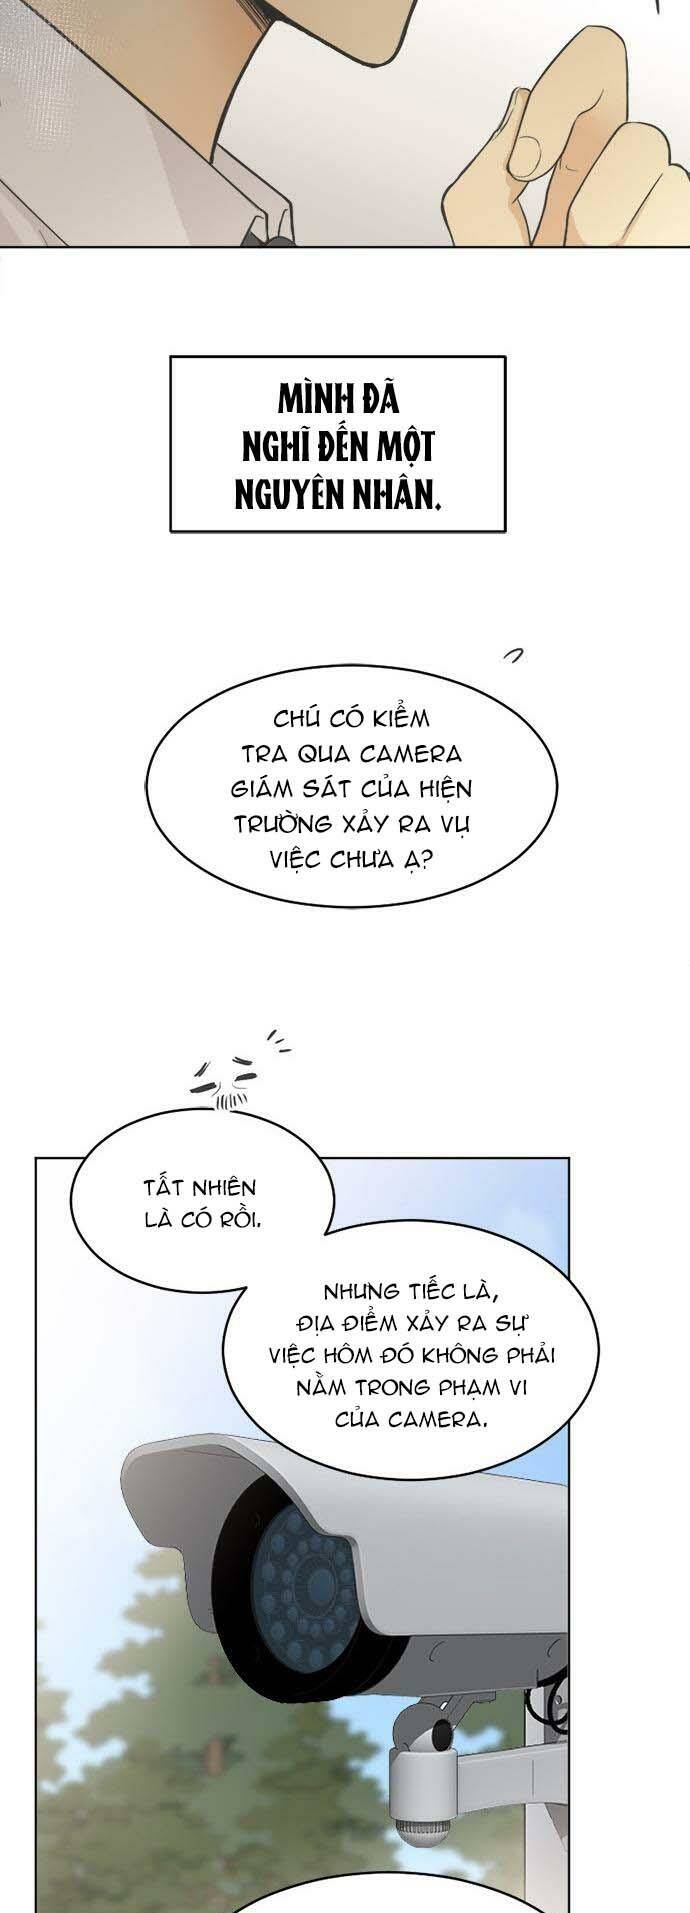 MÌNH ĐÃ
NGHĨ ĐẾN MỘT
NGUYÊN NHÂN.
CHÚ CÓ KIỂM
TRA QUA CAMERA
GIÁM SÁT CỦA HIỆN
TRƯỜNG XẢY RA VỤ
VIỆC CHƯA Ạ?
TẤT NHIÊN
LÀ CÓ RỒI.
NHƯNG TIẾC LÀ,
ĐỊA ĐIỂM XẢY RA SỰ
VIỆC HÔM ĐÓ KHÔNG PHẢI
NẰM TRONG PHẠM VI
CỦA CAMERA.